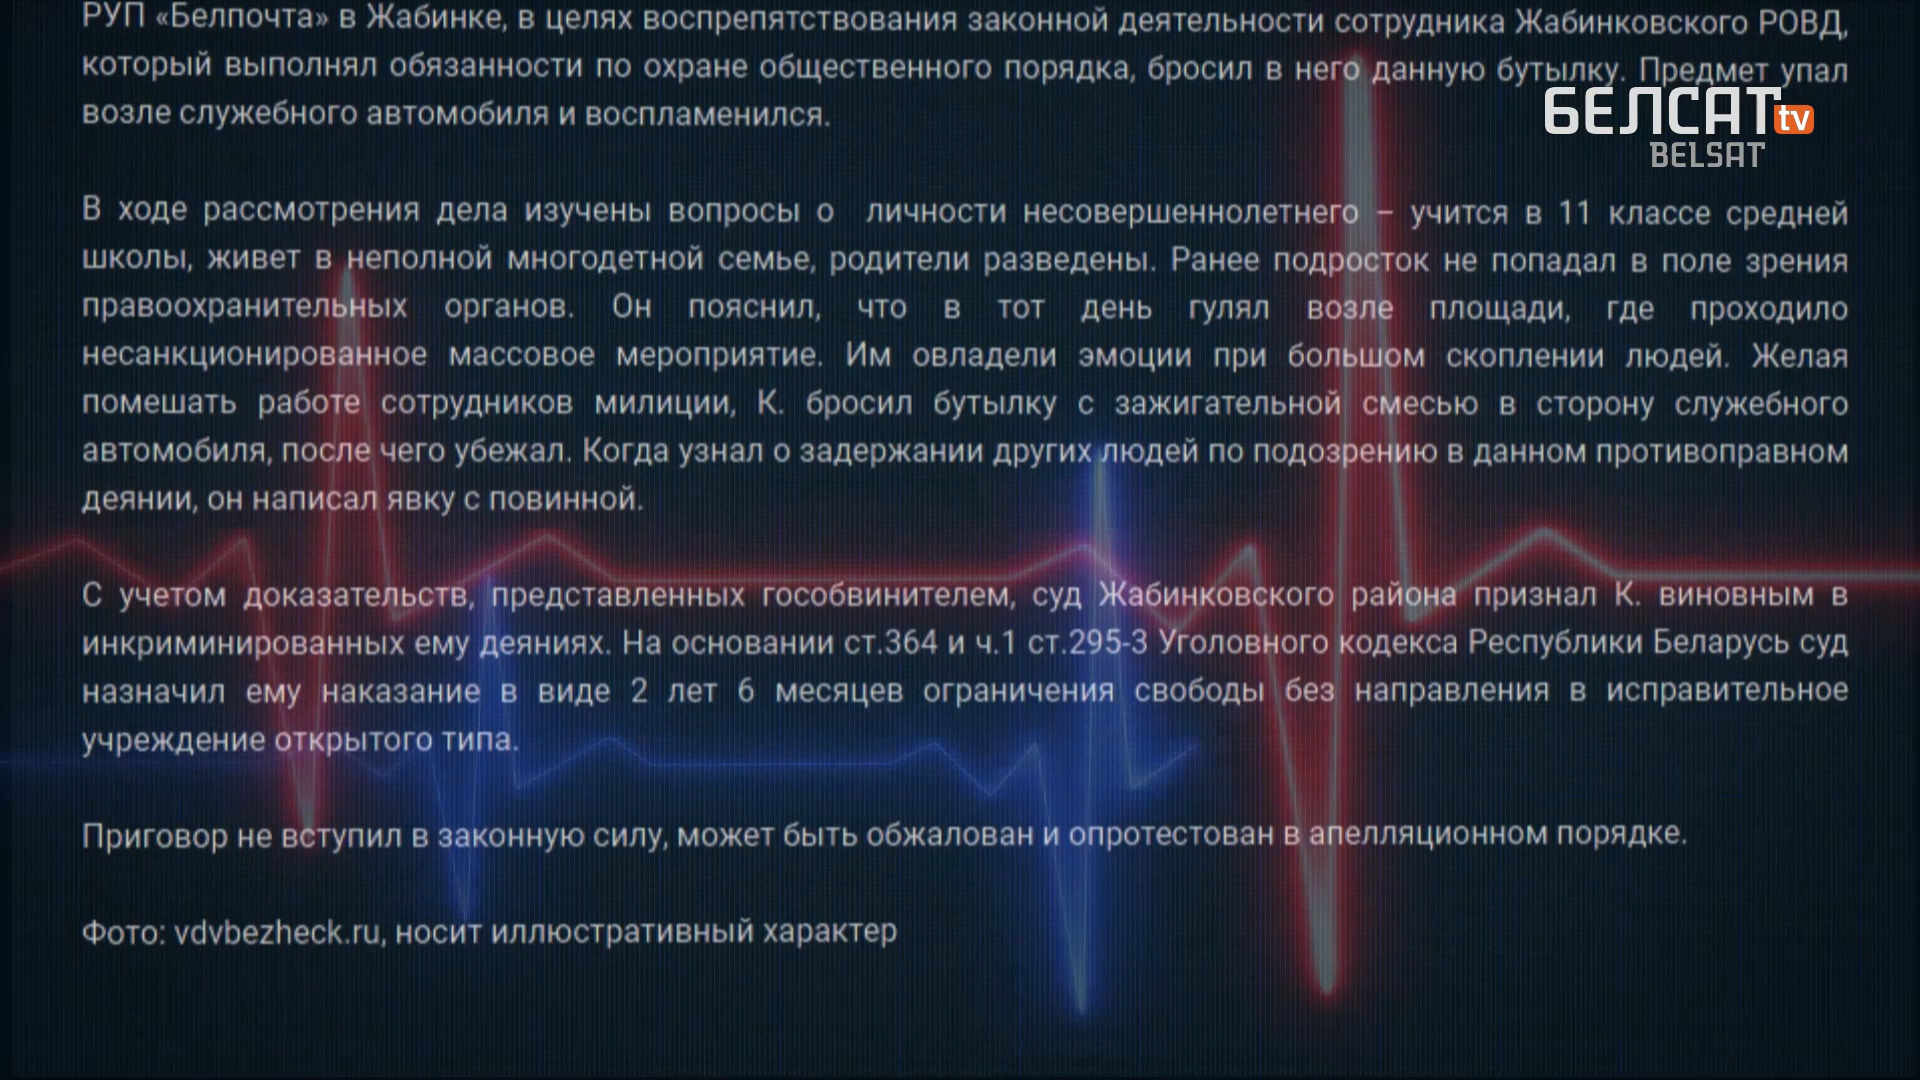 РУП «Белпочта» в Жабинке, в целях воспрепятствования законной деятельности сотрудника Жабинковского РОВД,
который выполнял обязанности по охране общественного порядка, бросил в него данную бутылку. Предмет упал
возле служебного автомобиля и воспламенился.
БЕЛСАТ tv
BELSAT
В ходе рассмотрения дела изучены вопросы о личности несовершеннолетнего – учится в 11 классе средней
школы, живет в неполной многодетной семье, родители разведены. Ранее подросток не попадал в поле зрения
правоохранительных органов. Он пояснил, что в тот день гулял возле площади, где проходило
несанкционированное массовое мероприятие. Им овладели эмоции при большом скоплении людей. Желая
помешать работе сотрудников милиции, К. бросил бутылку с зажигательной смесью в сторону служебного
автомобиля, после чего убежал. Когда узнал о задержании других людей по подозрению в данном противоправном
деянии, он написал явку с повинной.
С учетом доказательств, представленных гособвинителем, суд Жабинковского района признал К. виновным в
инкриминированных ему деяниях. На основании ст.364 и ч.1 ст.295-3 Уголовного кодекса Республики Беларусь суд
назначил ему наказание в виде 2 лет 6 месяцев ограничения свободы без направления в исправительное
учреждение открытого типа.
Приговор не вступил в законную силу, может быть обжалован и опротестован в апелляционном порядке.
Фото: vdvbezheck.ru, носит иллюстративный характер